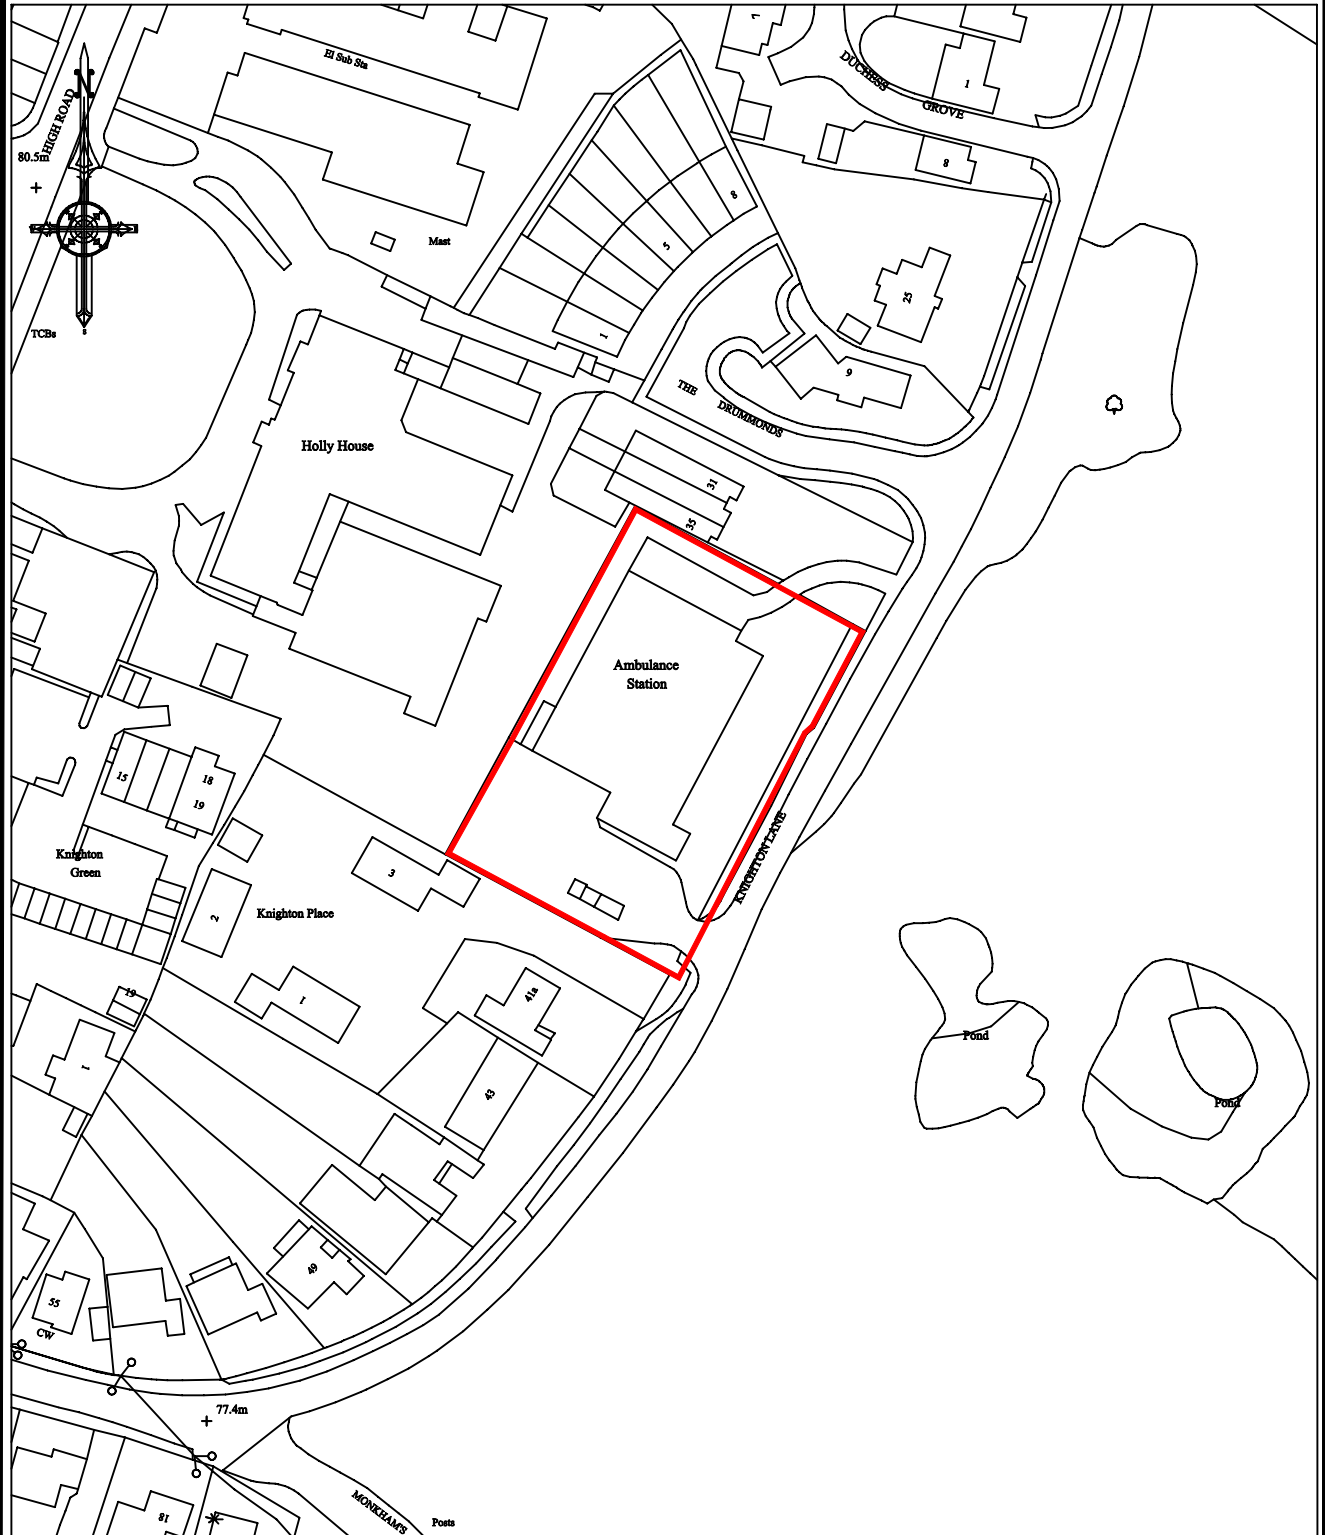 El Sub Sta
7
DUCHESS
GROVE
1
HIGH ROAD
N
80.5m
8
8
Mast
5
25
TCBs
s
1
9
THE
DRUMMONDS
Holly House
31
35
Ambulance
Station
15
18
19
KNIGHTON LANE
Knighton
Green
3
2
Knighton Place
19
1
41a
Pond
Pond
1
43
49
55
CW
77.4m
18
MONKHAM'S
Posts